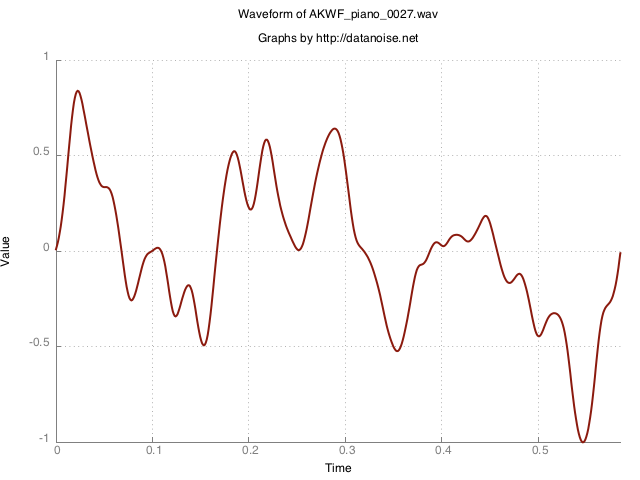 Waveform of AKWF_piano_0027.wav
Graphs by http://datanoise.net
1
0.5
0
-0.5
-1
Value
0 0.1 0.2 0.3 0.4 0.5
Time